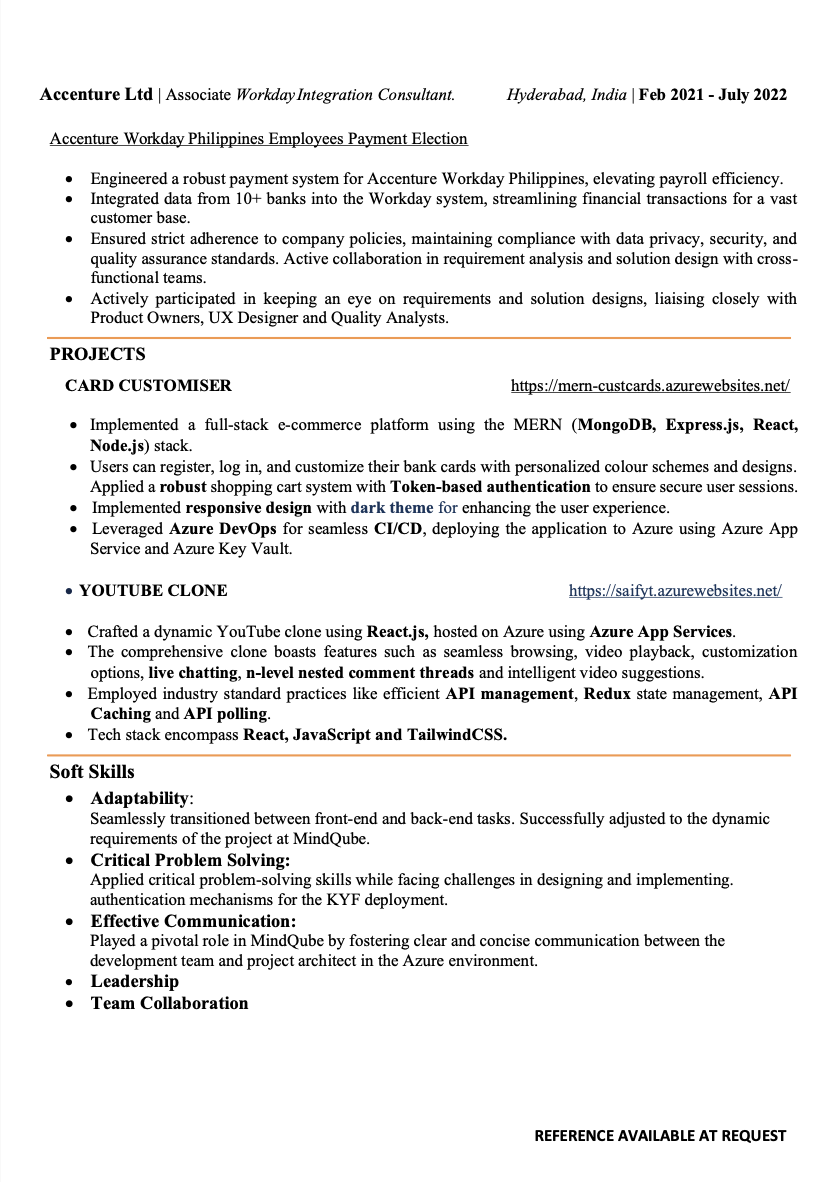 Accenture Ltd | Associate Workday Integration Consultant. Hyderabad, India | Feb 2021 - July 2022
Accenture Workday Philippines Employees Payment Election
• Engineered a robust payment system for Accenture Workday Philippines, elevating payroll efficiency.
• Integrated data from 10+ banks into the Workday system, streamlining financial transactions for a vast
customer base.
• Ensured strict adherence to company policies, maintaining compliance with data privacy, security, and
quality assurance standards. Active collaboration in requirement analysis and solution design with cross-
functional teams.
• Actively participated in keeping an eye on requirements and solution designs, liaising closely with
Product Owners, UX Designer and Quality Analysts.
PROJECTS
CARD CUSTOMISER https://mern-custcards.azurewebsites.net/
• Implemented a full-stack e-commerce platform using the MERN (MongoDB, Express.js, React,
Node.js) stack.
• Users can register, log in, and customize their bank cards with personalized colour schemes and designs.
Applied a robust shopping cart system with Token-based authentication to ensure secure user sessions.
• Implemented responsive design with dark theme for enhancing the user experience.
• Leveraged Azure DevOps for seamless CI/CD, deploying the application to Azure using Azure App
Service and Azure Key Vault.
• YOUTUBE CLONE https://saifyt.azurewebsites.net/
• Crafted a dynamic YouTube clone using React.js, hosted on Azure using Azure App Services.
• The comprehensive clone boasts features such as seamless browsing, video playback, customization
options, live chatting, n-level nested comment threads and intelligent video suggestions.
• Employed industry standard practices like efficient API management, Redux state management, API
Caching and API polling.
• Tech stack encompass React, JavaScript and TailwindCSS.
Soft Skills
• Adaptability:
Seamlessly transitioned between front-end and back-end tasks. Successfully adjusted to the dynamic
requirements of the project at MindQube.
• Critical Problem Solving:
Applied critical problem-solving skills while facing challenges in designing and implementing.
authentication mechanisms for the KYF deployment.
• Effective Communication:
Played a pivotal role in MindQube by fostering clear and concise communication between the
development team and project architect in the Azure environment.
• Leadership
• Team Collaboration
REFERENCE AVAILABLE AT REQUEST